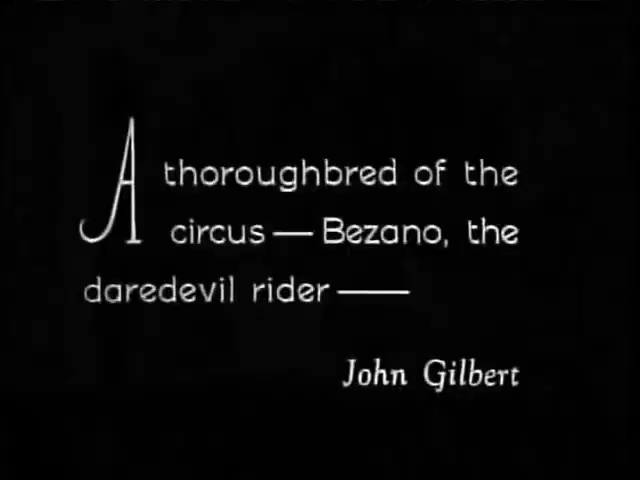 A thoroughbred of the
circus — Bezano, the
daredevil rider ——
John Gilbert